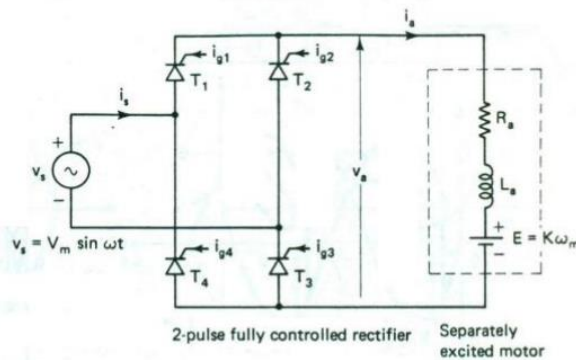 i_a
i_g1
i_g2
T_1
T_2
i_s
+
v_s
-
v_s = V_m sin ωt
v_a
R_a
L_a
+
E = Kω_m
-
i_g4
i_g3
T_4
T_3
2-pulse fully controlled rectifier
Separately
excited motor